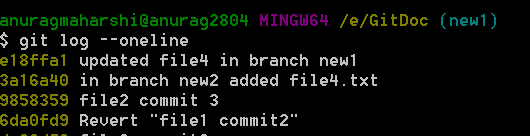 anuragmaharshi@anurag2804 MINGW64 /e/GitDoc (new1)
$ git log --oneline
e18ffa1 updated file4 in branch new1
3a16a40 in branch new2 added file4.txt
9858359 file2 commit 3
6da0fd9 Revert "file1 commit2"